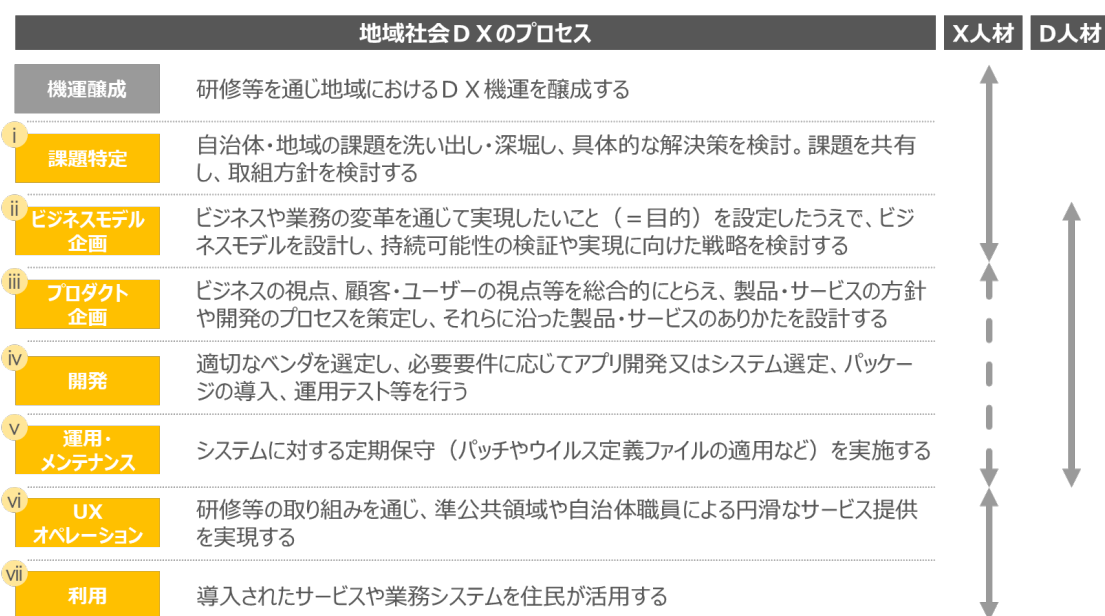 地域社会ＤＸのプロセス
X人材
D人材
機運醸成
研修等を通じ地域におけるＤＸ機運を醸成する
i
課題特定
自治体・地域の課題を洗い出し・深堀し、具体的な解決策を検討。課題を共有
し、取組方針を検討する
ii
ビジネスモデル
企画
ビジネスや業務の変革を通じて実現したいこと（＝目的）を設定したうえで、ビジ
ネスモデルを設計し、持続可能性の検証や実現に向けた戦略を検討する
iii
プロダクト
企画
ビジネスの視点、顧客・ユーザーの視点等を総合的にとらえ、製品・サービスの方針
や開発のプロセスを策定し、それらに沿った製品・サービスのありかたを設計する
iv
開発
適切なベンダを選定し、必要要件に応じてアプリ開発又はシステム選定、パッケー
ジの導入、運用テスト等を行う
v
運用・
メンテナンス
システムに対する定期保守（パッチやウイルス定義ファイルの適用など）を実施する
vi
UX
オペレーション
研修等の取り組みを通じ、準公共領域や自治体職員による円滑なサービス提供
を実現する
vii
利用
導入されたサービスや業務システムを住民が活用する